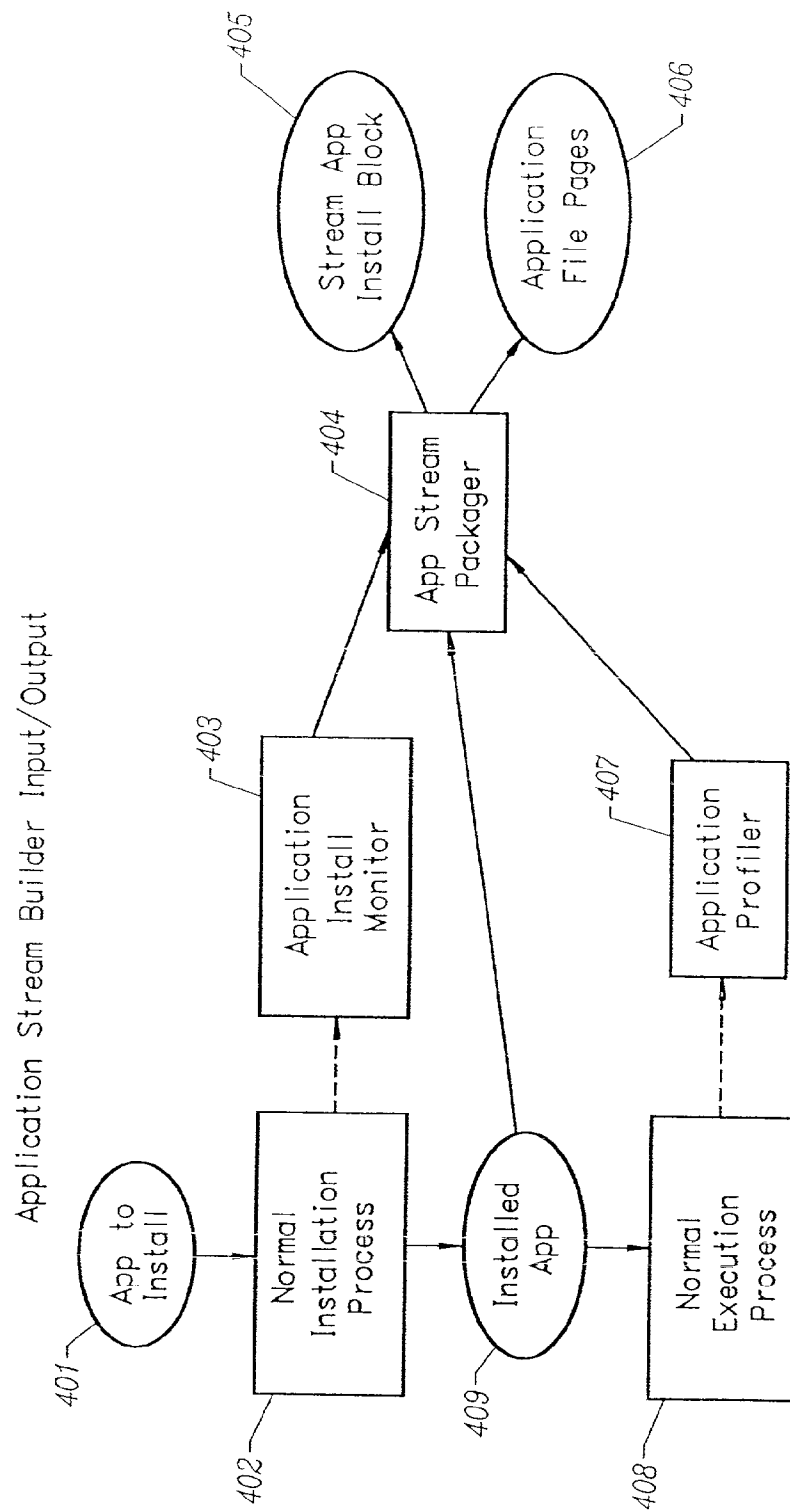 Application Stream Builder Input/Output
401
App to
Install
402
Normal
Installation
Process
403
Application
Install
Monitor
404
App Stream
Packager
405
Stream App
Install Block
406
Application
File Pages
409
Installed
App
407
Application
Profiler
408
Normal
Execution
Process